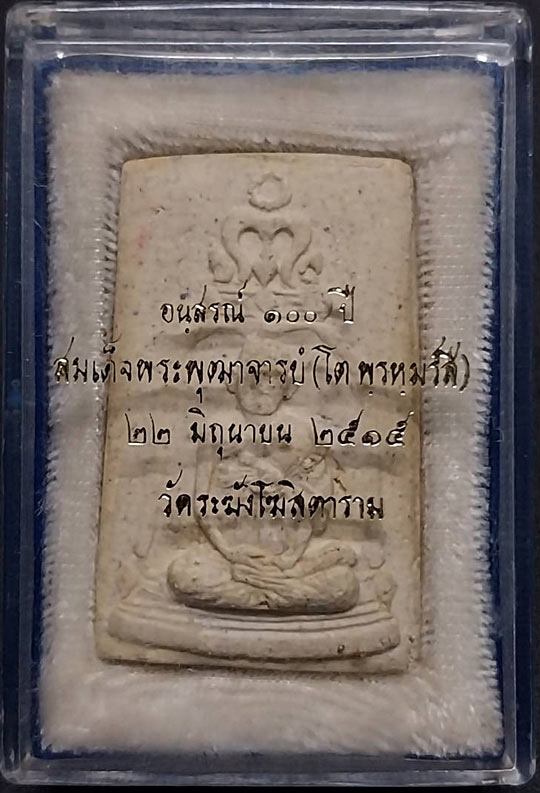 อนุสรณ์ ๑๐๐ ปี
สมเด็จพระพุฒาจารย์ (โต พรหมรังสี)
๒๒ มิถุนายน ๒๕๑๕
วัดระฆังโฆสิตาราม